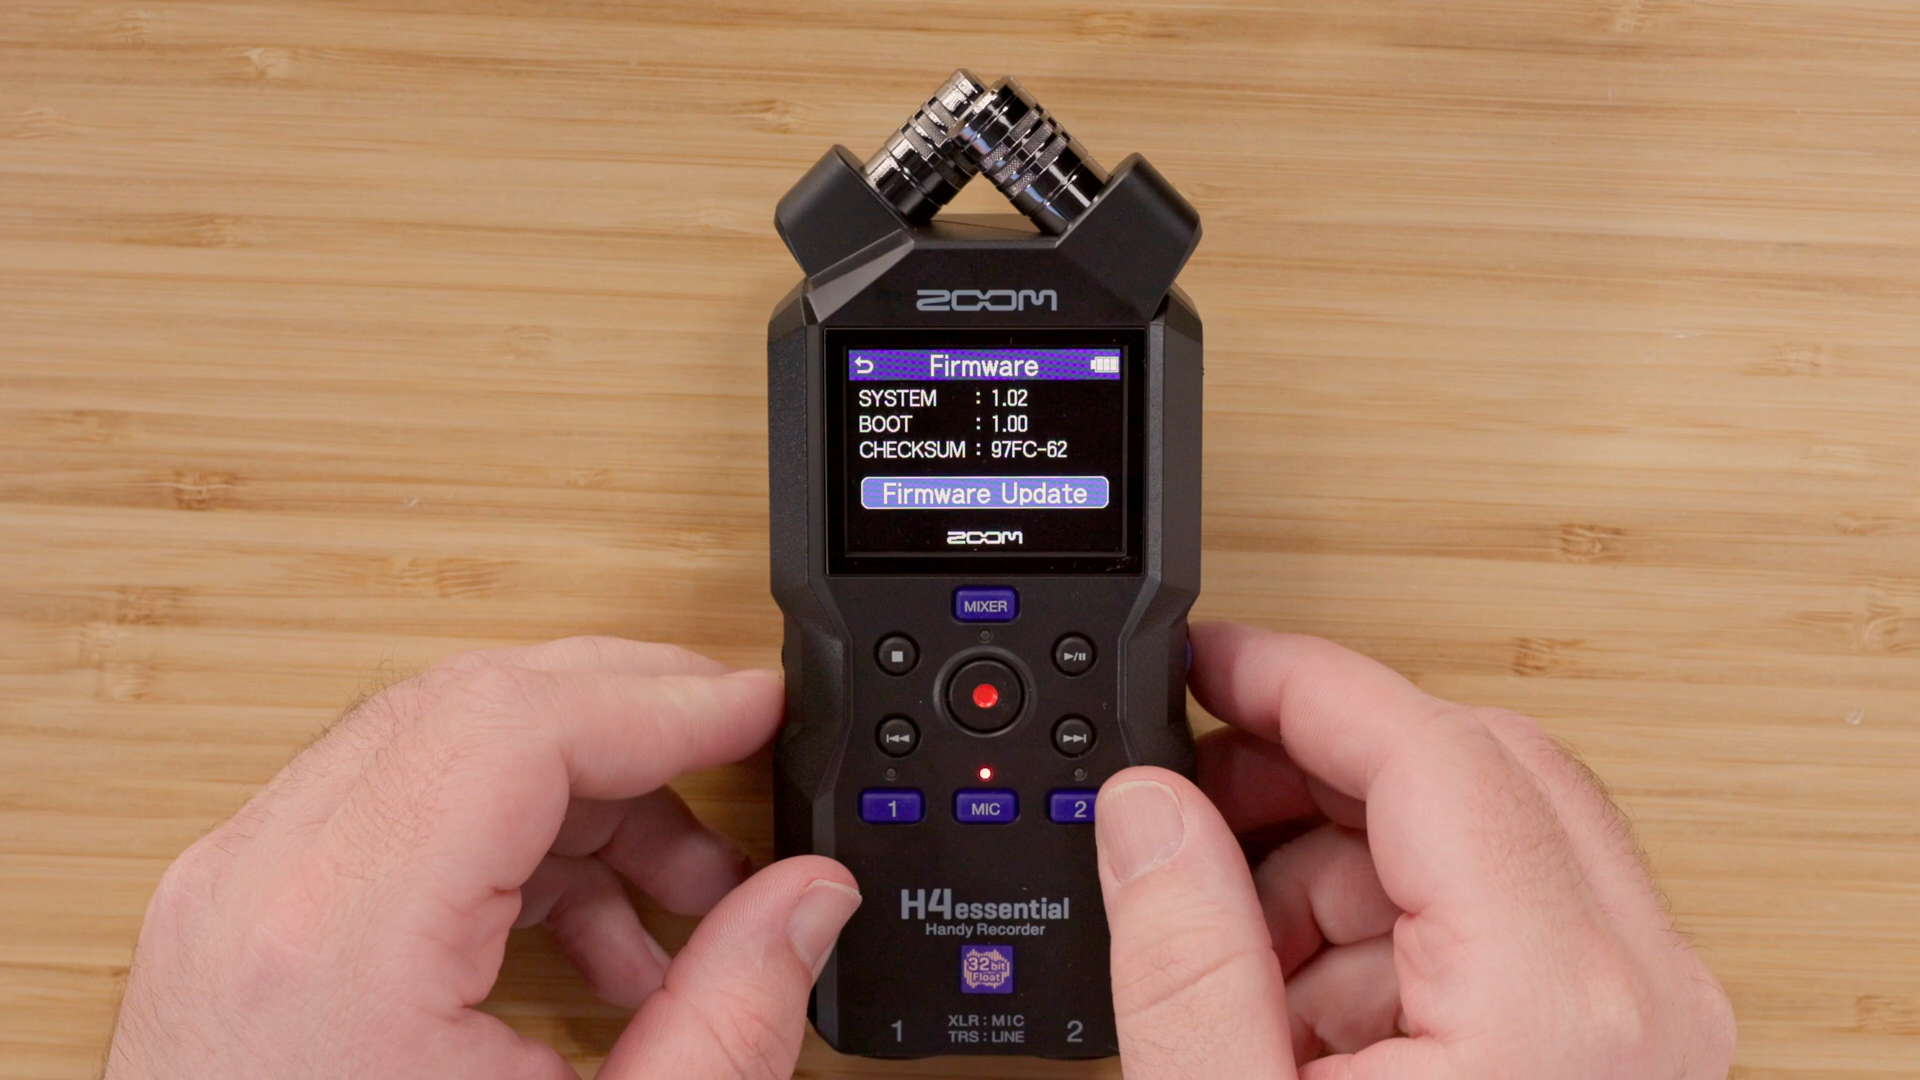 ZOOM
Firmware
SYSTEM : 1.02
BOOT : 1.00
CHECKSUM : 97FC-62
Firmware Update
ZOOM
MIXER
1 MIC 2
H4essential
Handy Recorder
32bit
Float
XLR : MIC
1 TRS : LINE 2